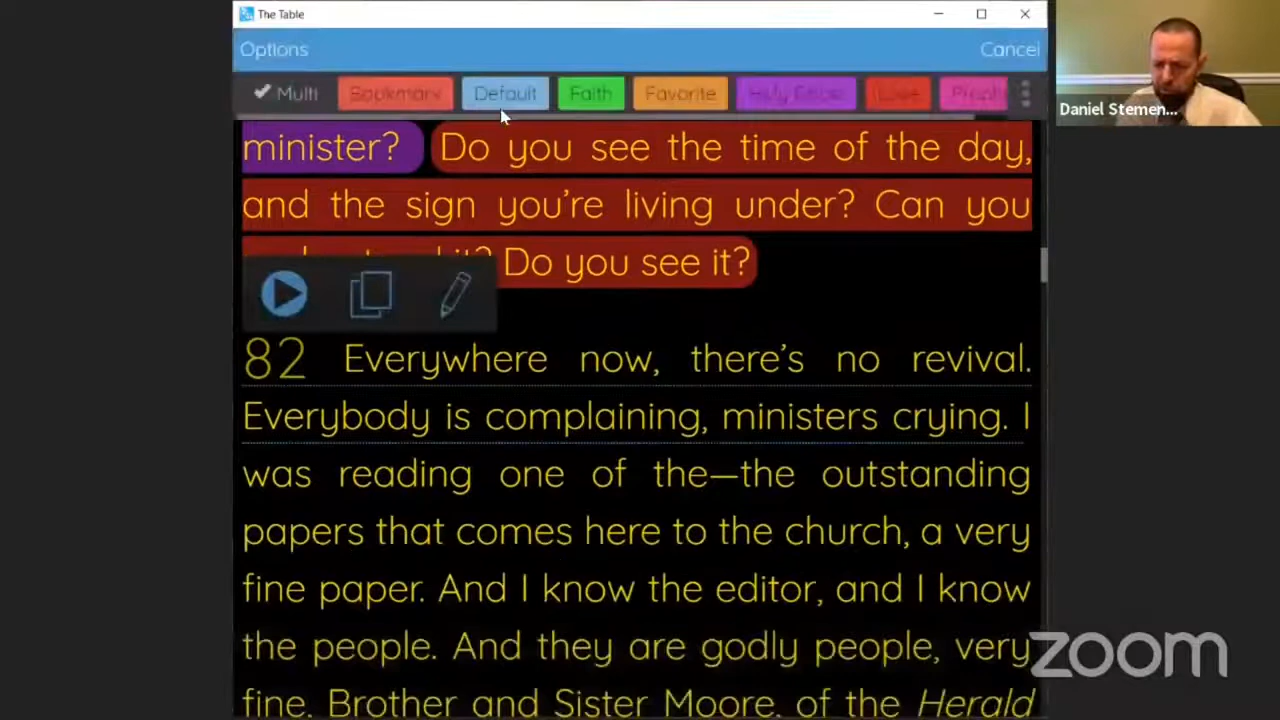 The Table
Options
Cancel
Multi Bookmark Default Faith Favorite Love
minister? Do you see the time of the day,
and the sign you’re living under? Can you
it? Do you see it?
82 Everywhere now, there’s no revival.
Everybody is complaining, ministers crying. I
was reading one of the—the outstanding
papers that comes here to the church, a very
fine paper. And I know the editor, and I know
the people. And they are godly people, very
fine. Brother and Sister Moore, of the Herald
Daniel Stemen...
zoom